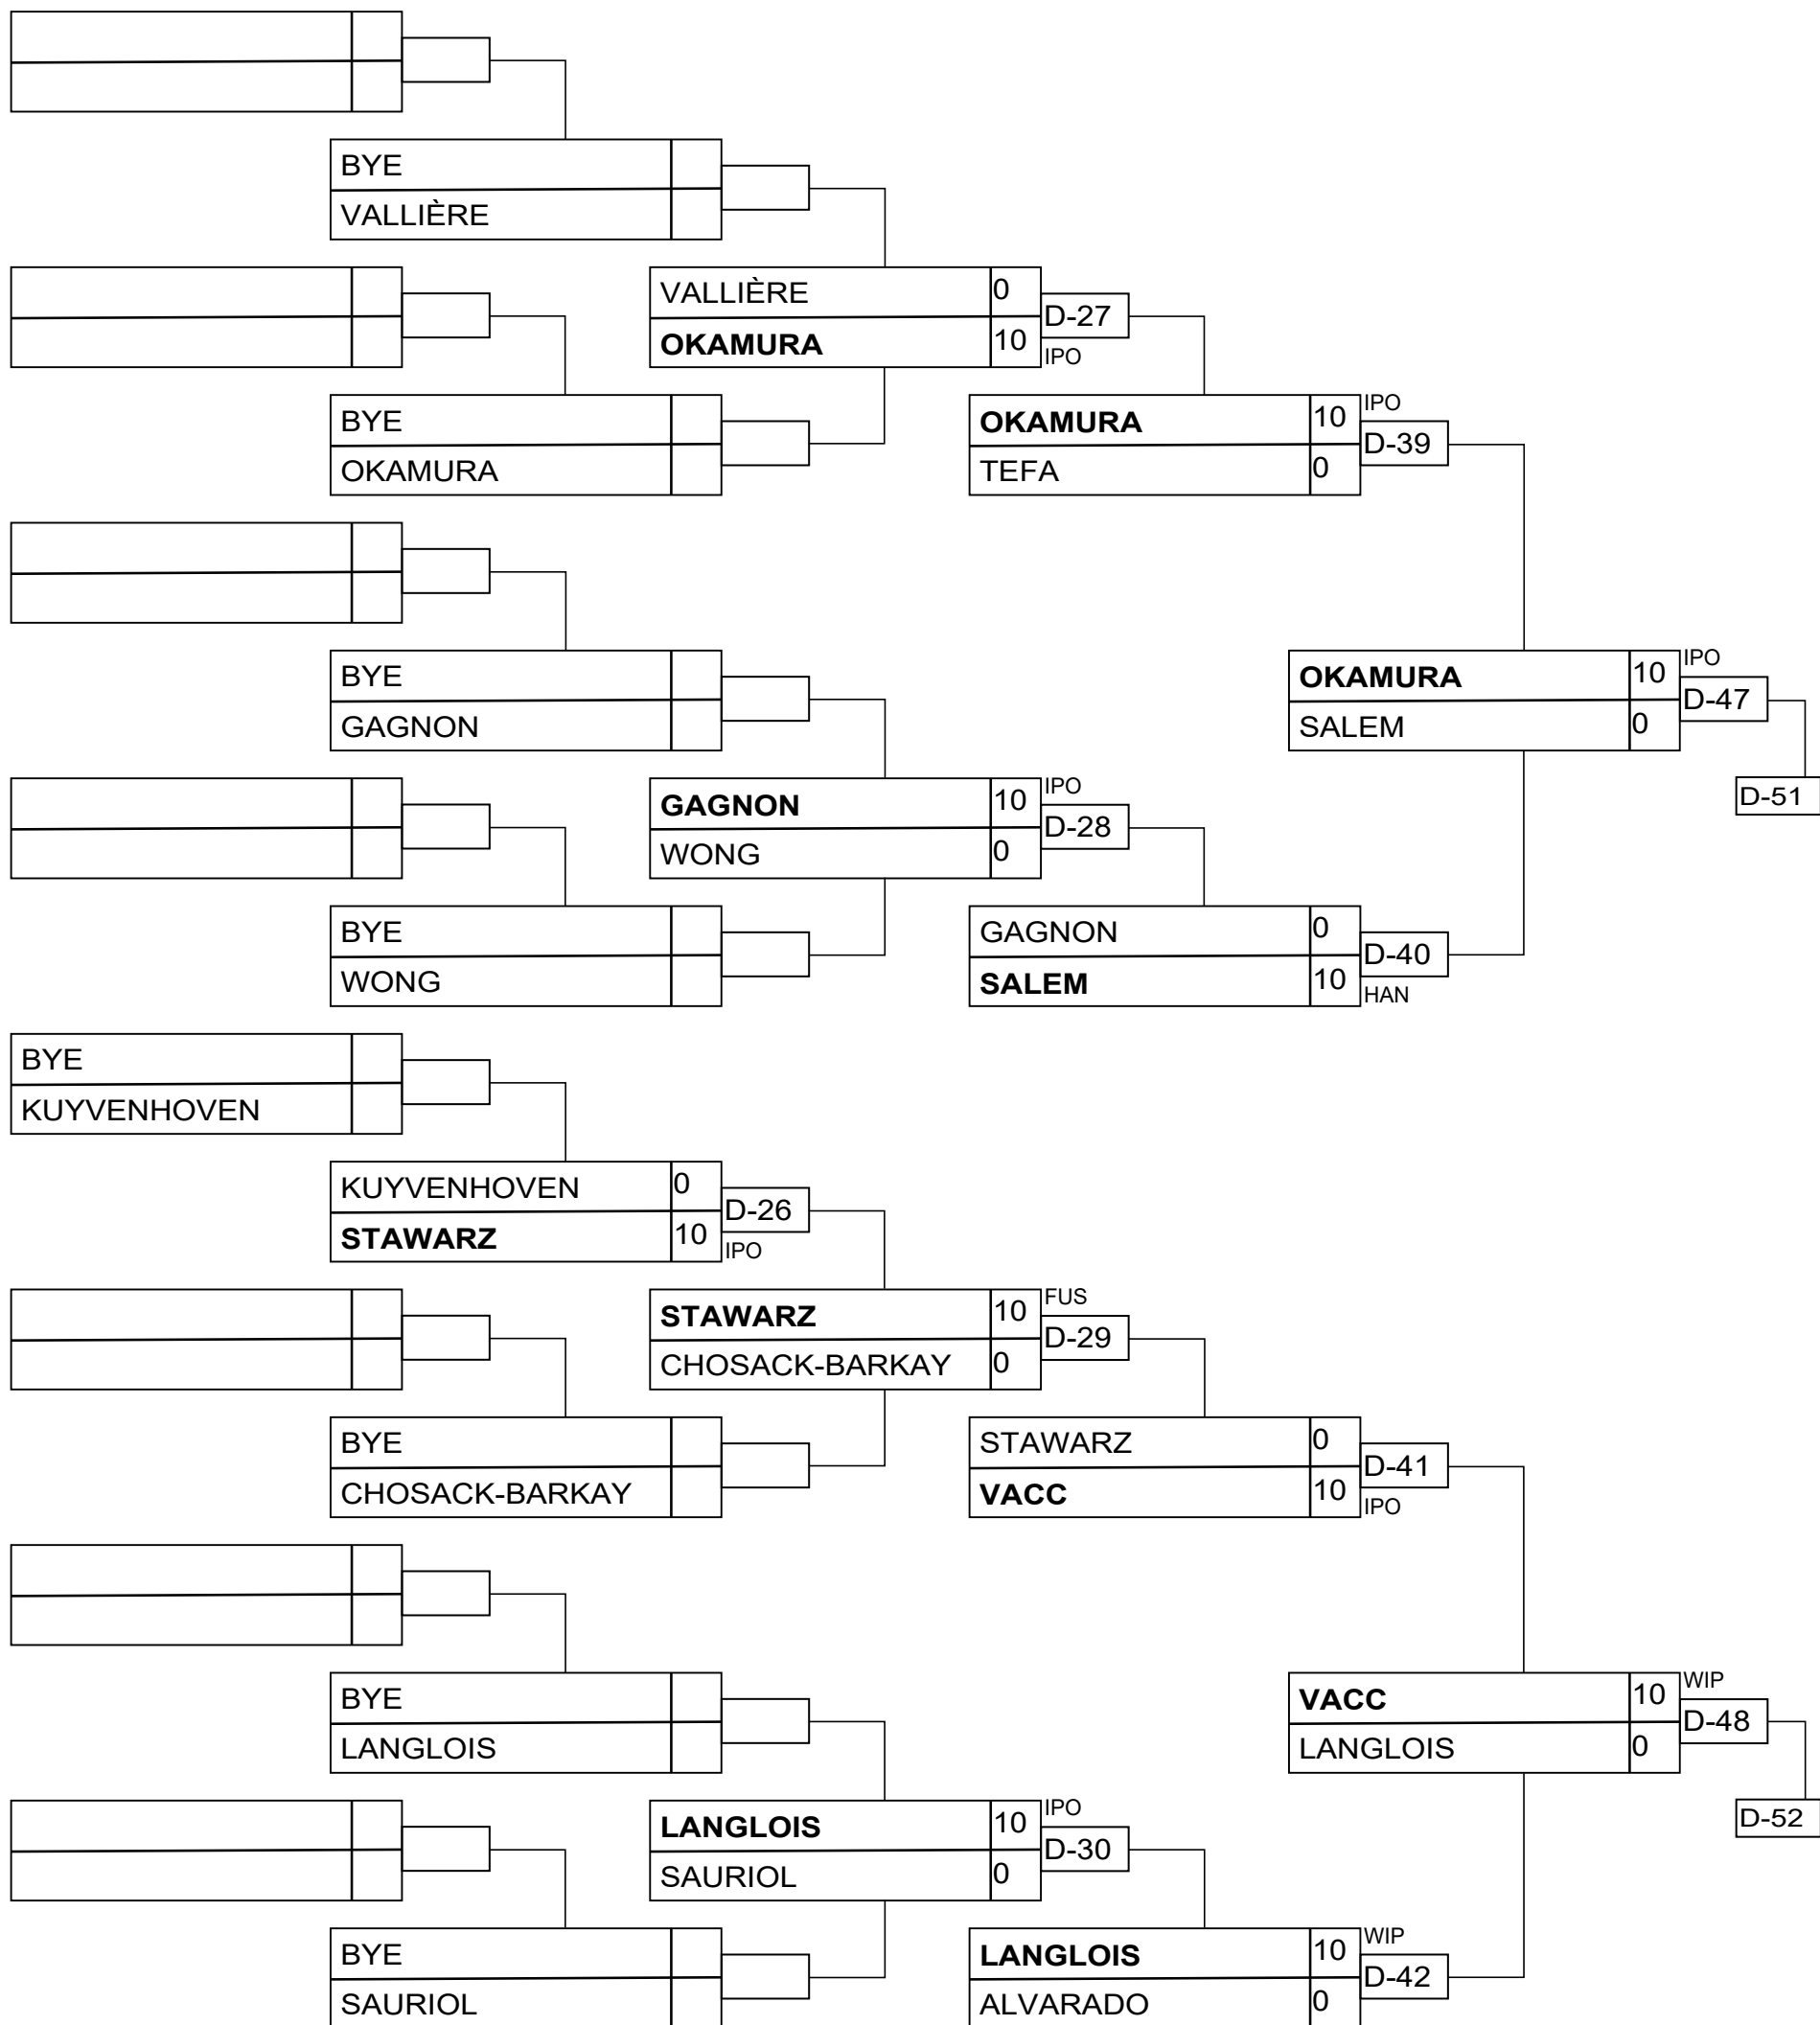 BYE
VALLIÈRE
VALLIÈRE 0
D-27
OKAMURA 10
IPO
BYE
OKAMURA
OKAMURA 10
IPO
D-39
TEFA 0
BYE
GAGNON
OKAMURA 10
IPO
D-47
SALEM 0
D-51
GAGNON 10
IPO
D-28
WONG 0
BYE
WONG
GAGNON 0
D-40
SALEM 10
HAN
BYE
KUYVENHOVEN
KUYVENHOVEN 0
D-26
STAWARZ 10
IPO
STAWARZ 10
FUS
D-29
CHOSACK-BARKAY 0
BYE
CHOSACK-BARKAY
STAWARZ 0
D-41
VACC 10
IPO
BYE
LANGLOIS
VACC 10
WIP
D-48
LANGLOIS 0
D-52
LANGLOIS 10
IPO
D-30
SAURIOL 0
BYE
SAURIOL
LANGLOIS 10
WIP
D-42
ALVARADO 0